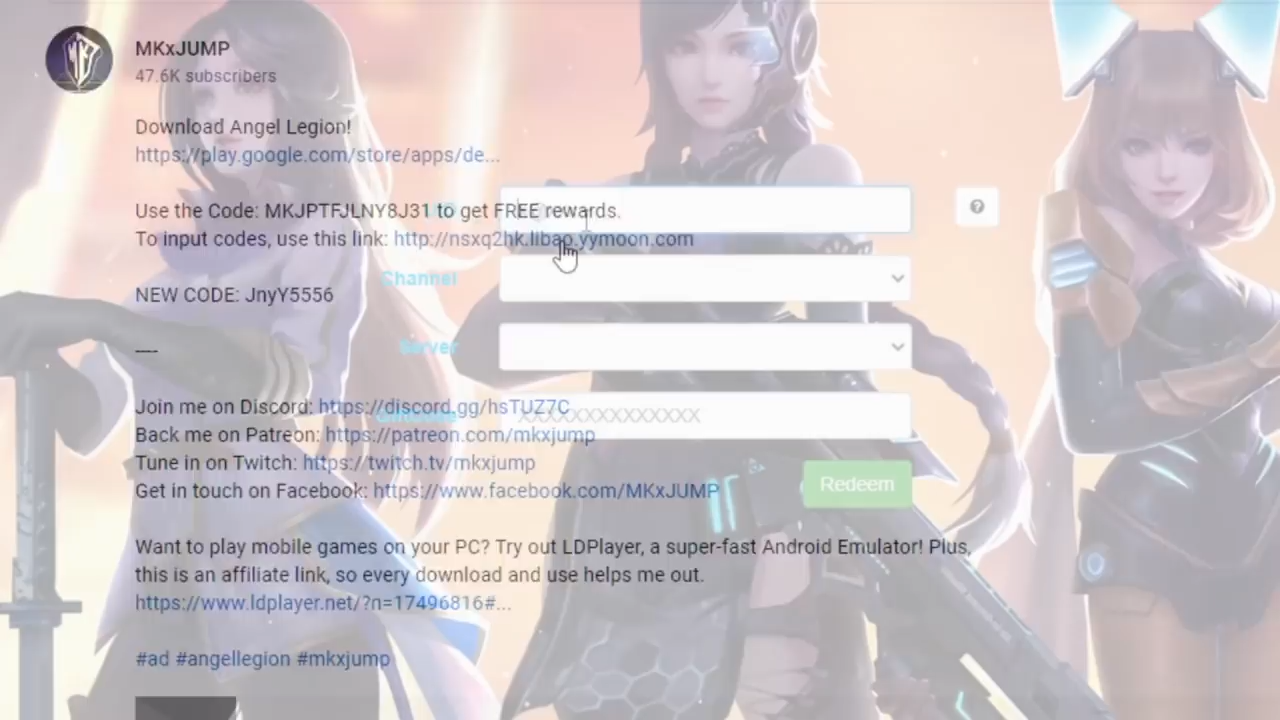 MKxJUMP
47.6K subscribers
Download Angel Legion!
https://play.google.com/store/apps/de...
Use the Code: MKJPTFJLNY8J31 to get FREE rewards.
To input codes, use this link: http://nsxq2hk.libao.yymoon.com
Channel
NEW CODE: JnyY5556
Server
----
Join me on Discord: https://discord.gg/hsTUZ7C
XXXXXXXXXXXXXX
Back me on Patreon: https://patreon.com/mkxjump
Tune in on Twitch: https://twitch.tv/mkxjump
Get in touch on Facebook: https://www.facebook.com/MKxJUMP
Redeem
Want to play mobile games on your PC? Try out LDPlayer, a super-fast Android Emulator! Plus,
this is an affiliate link, so every download and use helps me out.
https://www.ldplayer.net/?n=17496816#...
#ad #angellegion #mkxjump